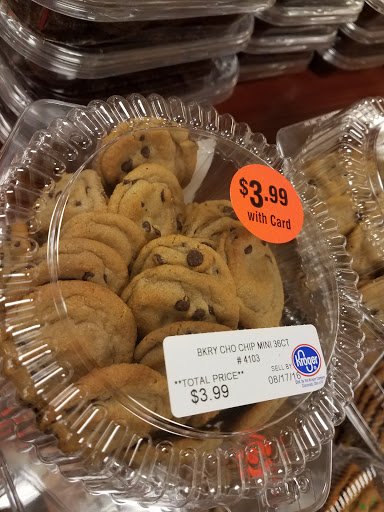 $3.99
with Card
BKRY CHO CHIP MINI 36CT
# 4103
**TOTAL PRICE**
$3.99
SELL BY
08/17/16
Kroger